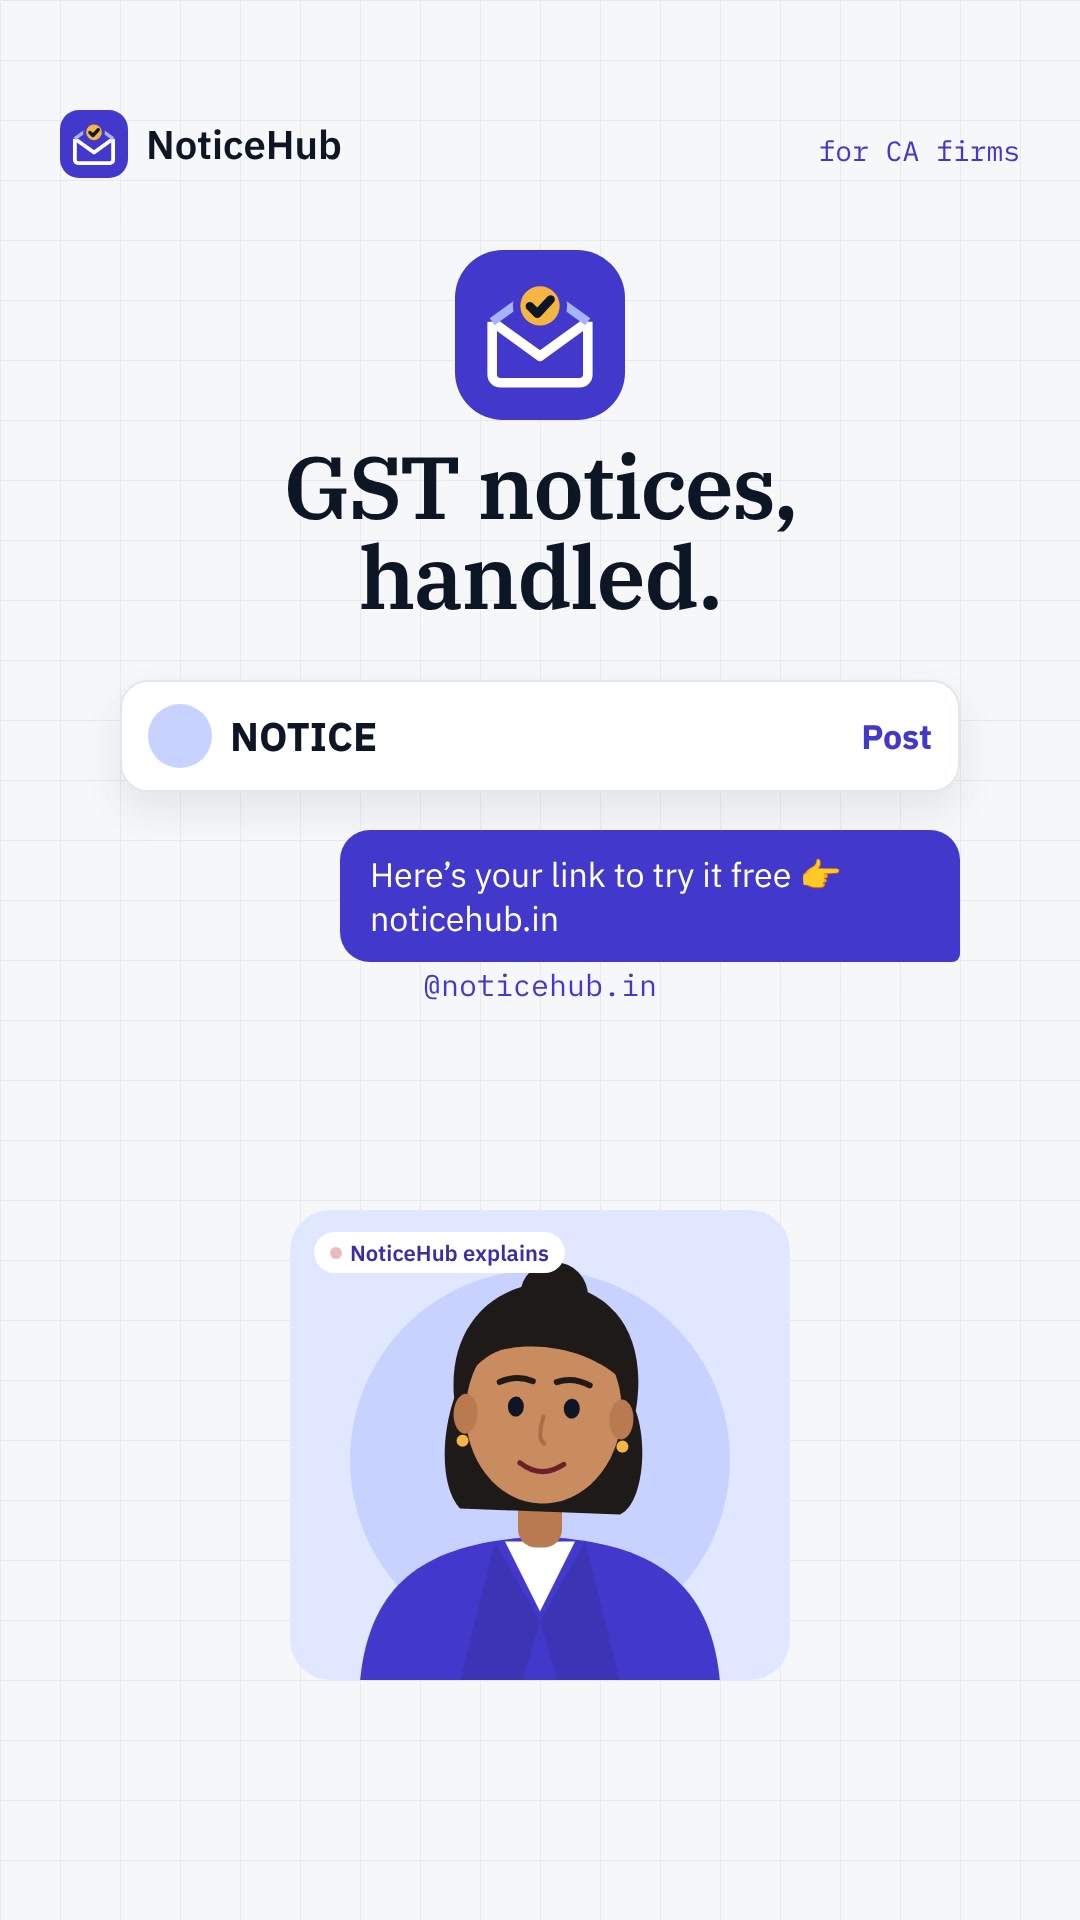 NoticeHub
for CA firms
GST notices,
handled.
NOTICE
Post
Here’s your link to try it free 👉
noticehub.in
@noticehub.in
NoticeHub explains